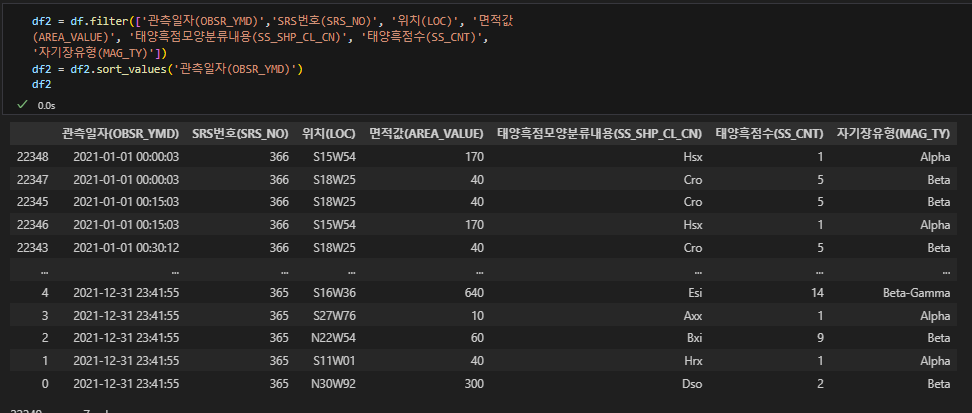 df2 = df.filter(['관측일자(OBSR_YMD)','SRS번호(SRS_NO)', '위치(LOC)', '면적값
(AREA_VALUE)', '태양흑점모양분류내용(SS_SHP_CL_CN)', '태양흑점수(SS_CNT)',
'자기장유형(MAG_TY)'])
df2 = df2.sort_values('관측일자(OBSR_YMD)')
df2
0.0s
관측일자(OBSR_YMD) SRS번호(SRS_NO) 위치(LOC) 면적값(AREA_VALUE) 태양흑점모양분류내용(SS_SHP_CL_CN) 태양흑점수(SS_CNT) 자기장유형(MAG_TY)
22348 2021-01-01 00:00:03 366 S15W54 170 Hsx 1 Alpha
22347 2021-01-01 00:00:03 366 S18W25 40 Cro 5 Beta
22345 2021-01-01 00:15:03 366 S18W25 40 Cro 5 Beta
22346 2021-01-01 00:15:03 366 S15W54 170 Hsx 1 Alpha
22343 2021-01-01 00:30:12 366 S18W25 40 Cro 5 Beta
... ... ... ... ... ... ... ...
4 2021-12-31 23:41:55 365 S16W36 640 Esi 14 Beta-Gamma
3 2021-12-31 23:41:55 365 S27W76 10 Axx 1 Alpha
2 2021-12-31 23:41:55 365 N22W54 60 Bxi 9 Beta
1 2021-12-31 23:41:55 365 S11W01 40 Hrx 1 Alpha
0 2021-12-31 23:41:55 365 N30W92 300 Dso 2 Beta